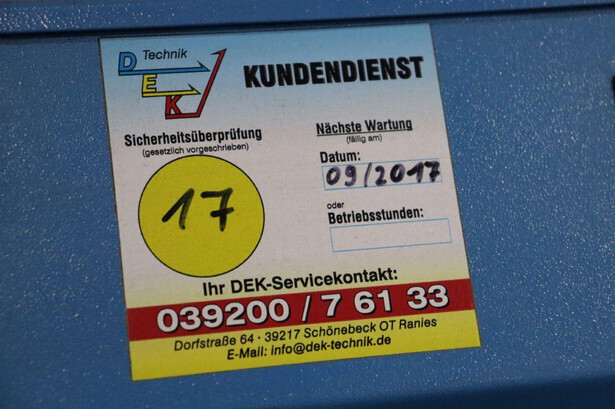 Technik
DEK
KUNDENDIENST
Sicherheitsüberprüfung
(gesetzlich vorgeschrieben)
17
Nächste Wartung
(fällig am)
Datum:
09/2017
oder
Betriebsstunden:
Ihr DEK-Servicekontakt:
039200 / 7 61 33
Dorfstraße 64 · 39217 Schönebeck OT Ranies
E-Mail: info@dek-technik.de